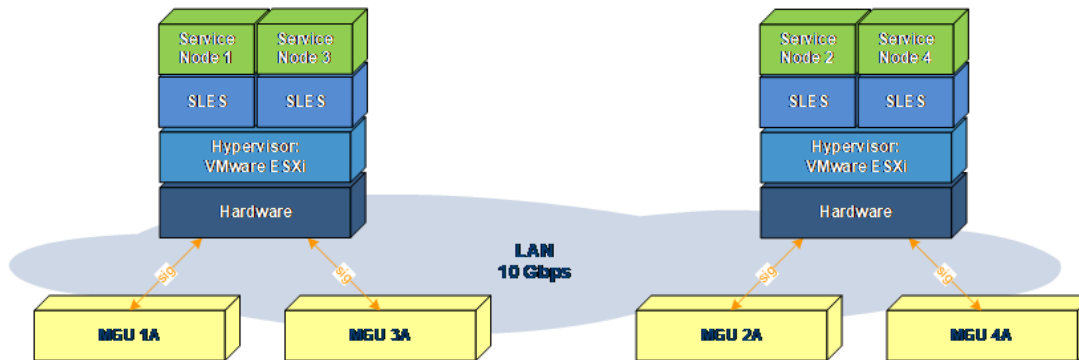 Service
Node 1
Service
Node 3
Service
Node 2
Service
Node 4
SLES
SLES
SLES
SLES
Hypervisor:
VMware ESXi
Hypervisor:
VMware ESXi
Hardware
Hardware
LAN
10 Gbps
sig
sig
sig
sig
MGU 1A
MGU 3A
MGU 2A
MGU 4A